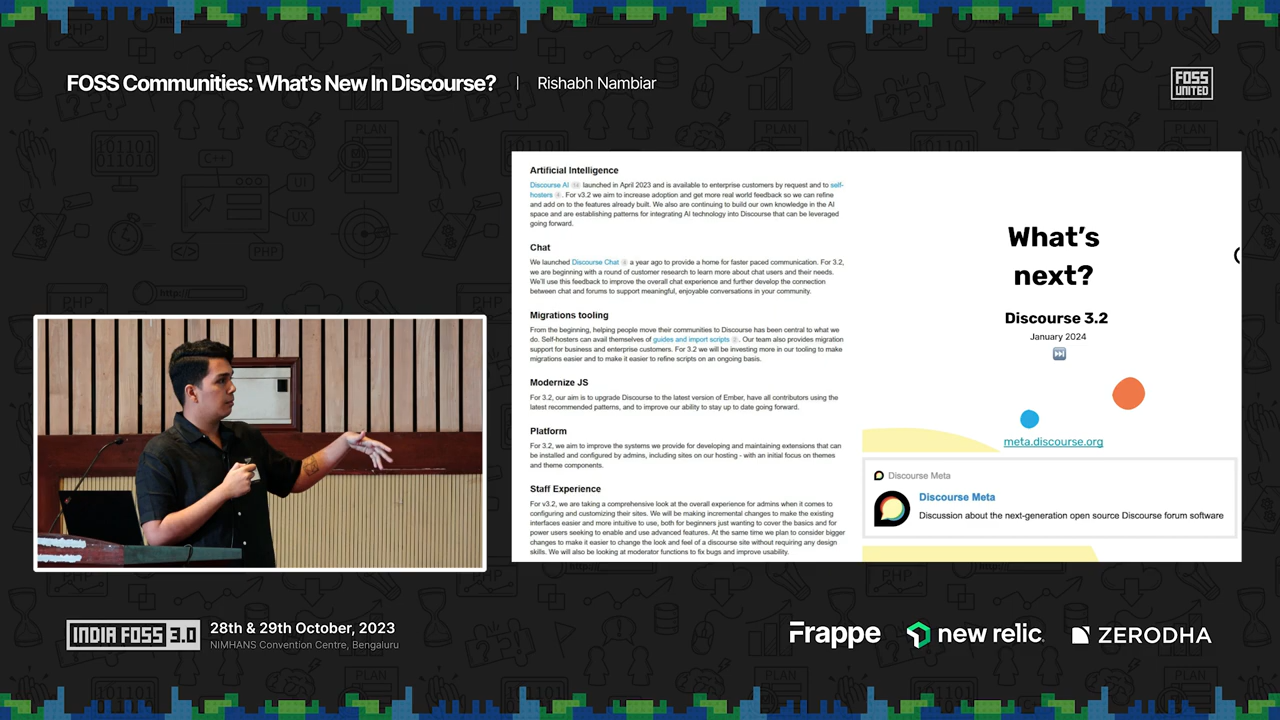 FOSS Communities: What's New In Discourse? | Rishabh Nambiar
FOSS
UNITED
Artificial Intelligence
Discourse AI 14 launched in April 2023 and is available to enterprise customers by request and to self-
hosters. For v3.2 we aim to increase adoption and get more real world feedback so we can refine
and add on to the features already built. We also are continuing to build our own knowledge in the AI
space and are establishing patterns for integrating AI technology into Discourse that can be leveraged
going forward.
Chat
We launched Discourse Chat a year ago to provide a home for faster paced communication. For 3.2,
we are beginning with a round of customer research to learn more about chat users and their needs.
We'll use this feedback to improve the overall chat experience and further develop the connection
between chat and forums to support meaningful, enjoyable conversations in your community.
Migrations tooling
From the beginning, helping people move their communities to Discourse has been central to what we
do. Self-hosters can avail themselves of guides and import scripts. Our team also provides migration
support for business and enterprise customers. For 3.2 we will be investing more in our tooling to make
migrations easier and to make it easier to refine scripts on an ongoing basis.
Modernize JS
For 3.2, our aim is to upgrade Discourse to the latest version of Ember, have all contributors using the
latest recommended patterns, and to improve our ability to stay up to date going forward.
Platform
For 3.2, we aim to improve the systems we provide for developing and maintaining extensions that can
be installed and configured by admins, including sites on our hosting - with an initial focus on themes
and theme components.
Staff Experience
For v3.2, we are taking a comprehensive look at the overall experience for admins when it comes to
configuring and customizing their sites. We will be making incremental changes to make the existing
interfaces easier and more intuitive to use, both for beginners just wanting to cover the basics and for
power users seeking to enable and use advanced features. At the same time we plan to consider bigger
changes to make it easier to change the look and feel of a discourse site without requiring any design
skills. We will also be looking at moderator functions to fix bugs and improve usability.
What's
next?
Discourse 3.2
January 2024
meta.discourse.org
Discourse Meta
Discourse Meta
Discussion about the next-generation open source Discourse forum software
INDIA FOSS 3.0
28th & 29th October, 2023
NIMHANS Convention Centre, Bengaluru
Frappe
new relic
ZERODHA